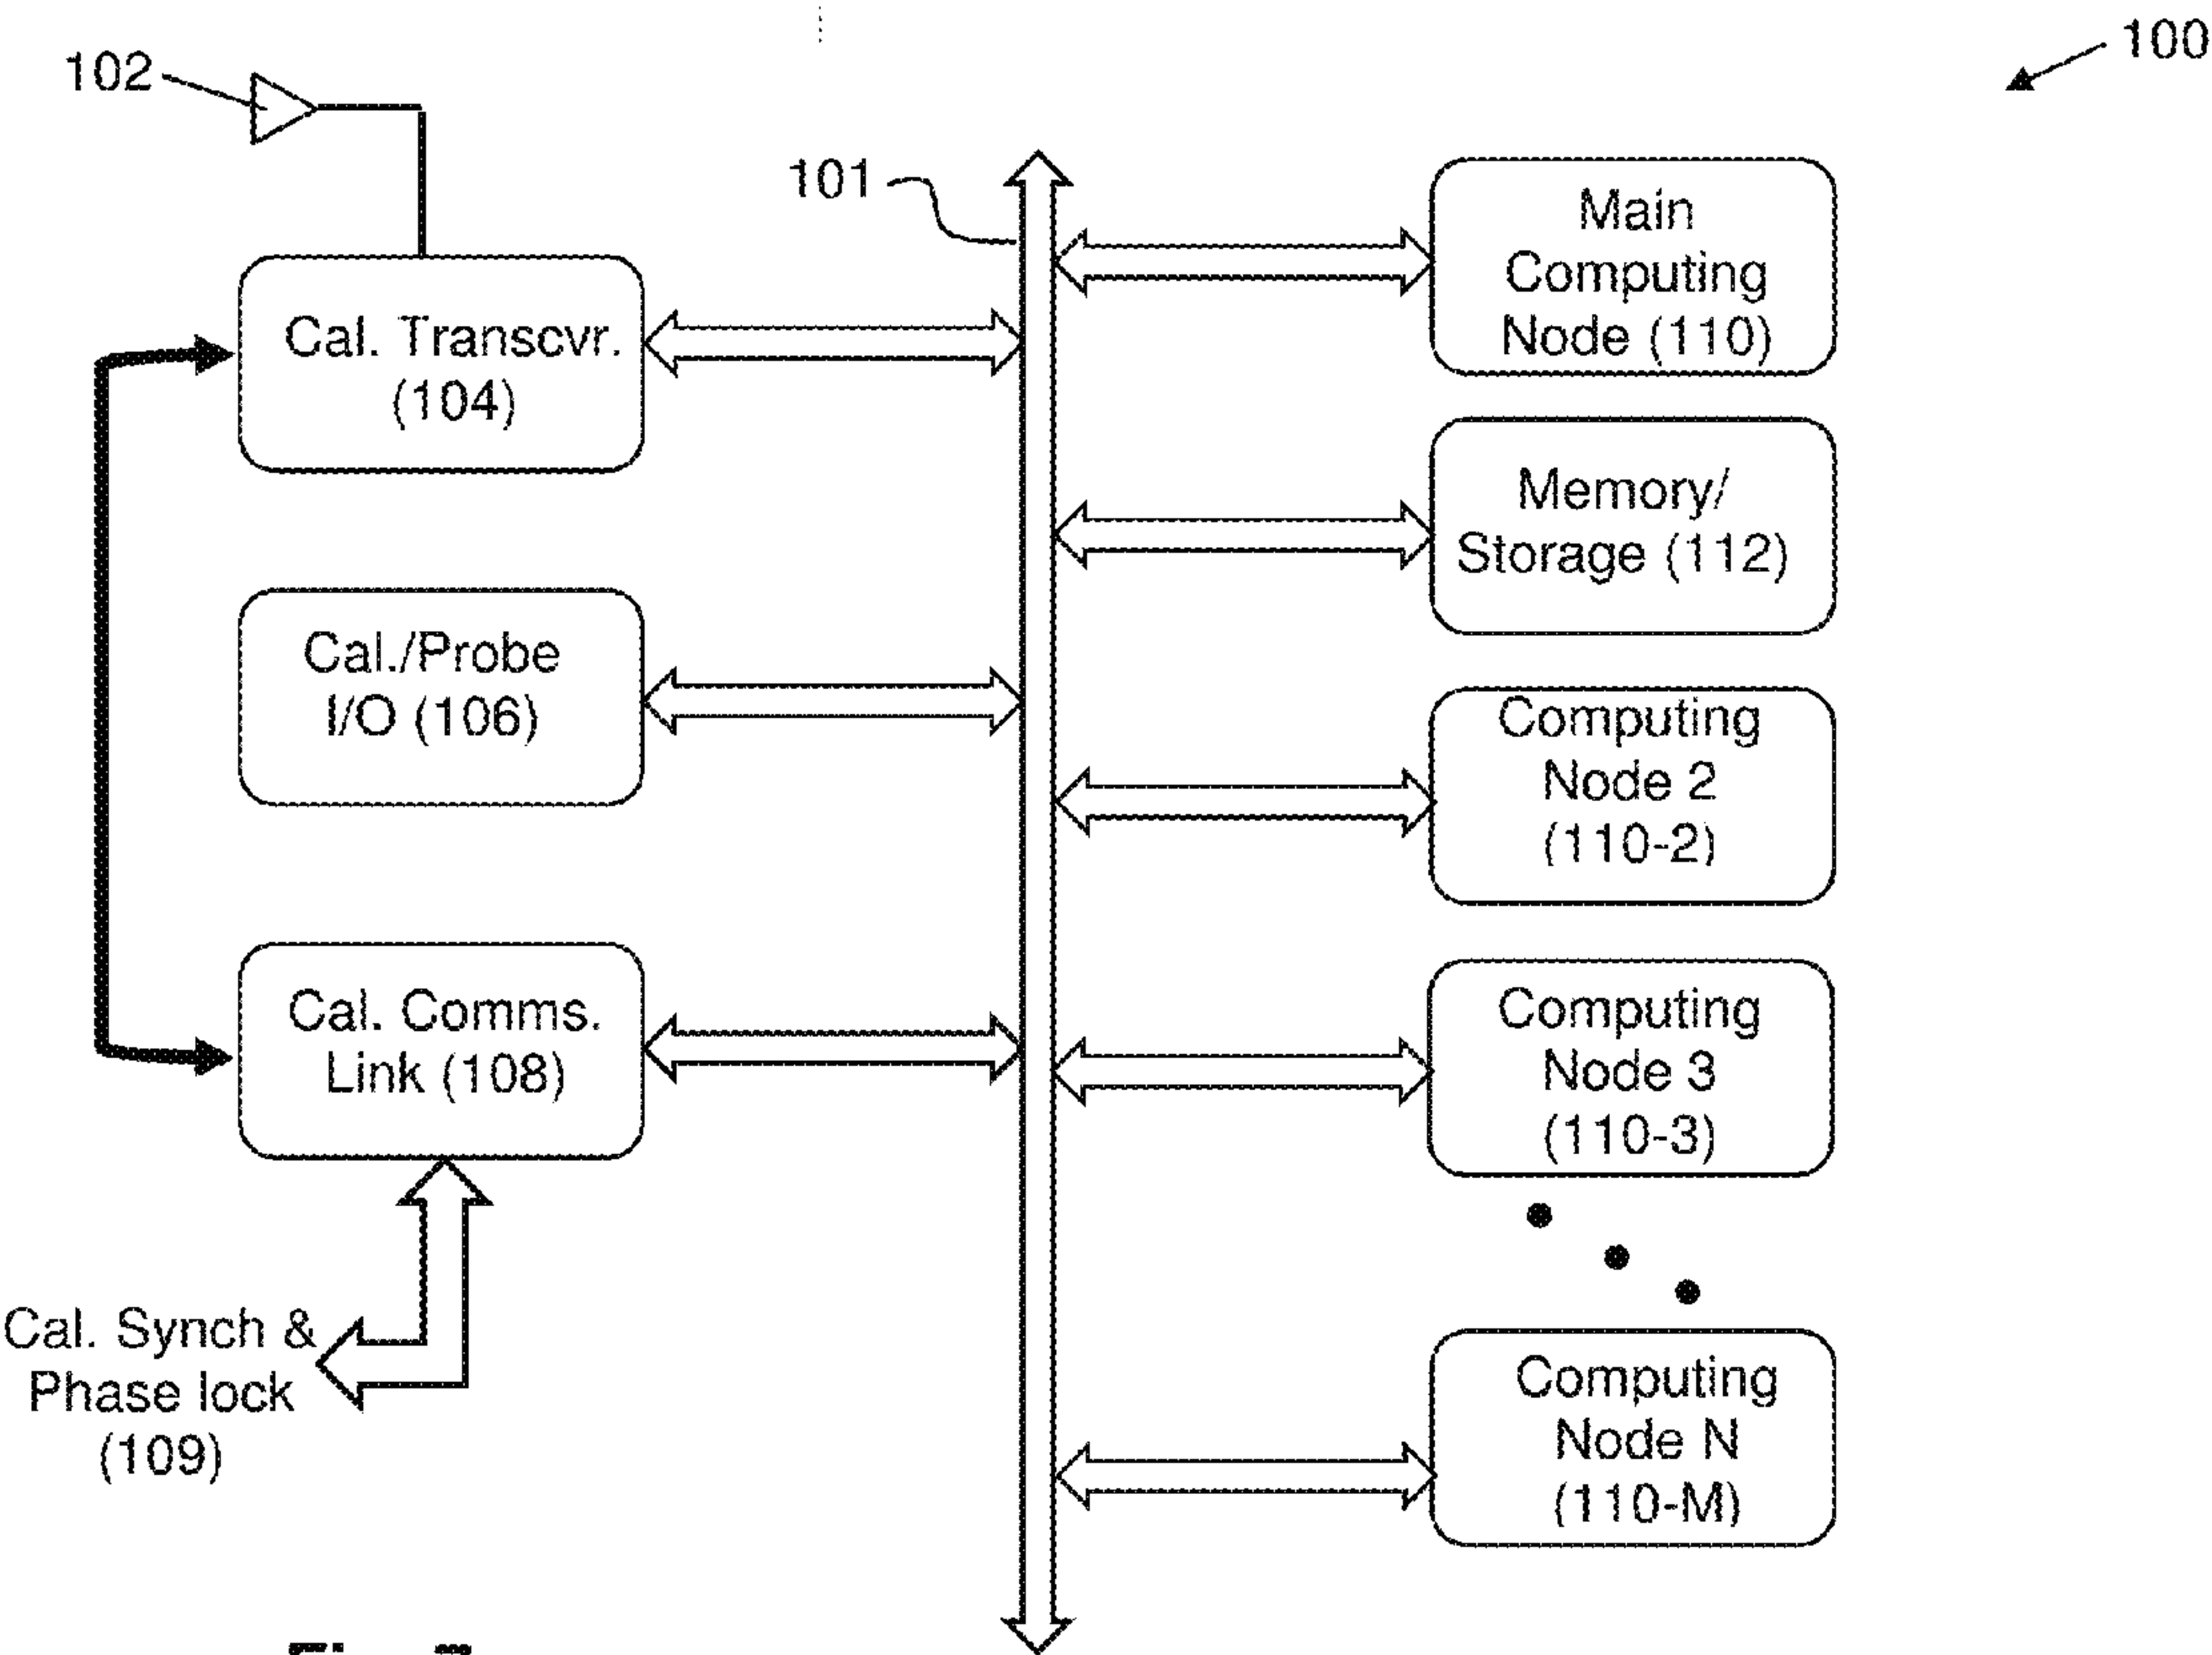 102
100
101
Main
Computing
Node (110)
Cal. Transcvr.
(104)
Memory/
Storage (112)
Cal./Probe
I/O (106)
Computing
Node 2
(110-2)
Cal. Comms.
Link (108)
Computing
Node 3
(110-3)
Cal. Synch &
Phase lock
(109)
Computing
Node N
(110-M)